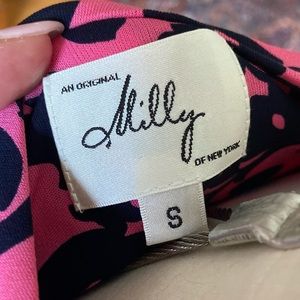 AN ORIGINAL
Milly
OF NEW YORK
S